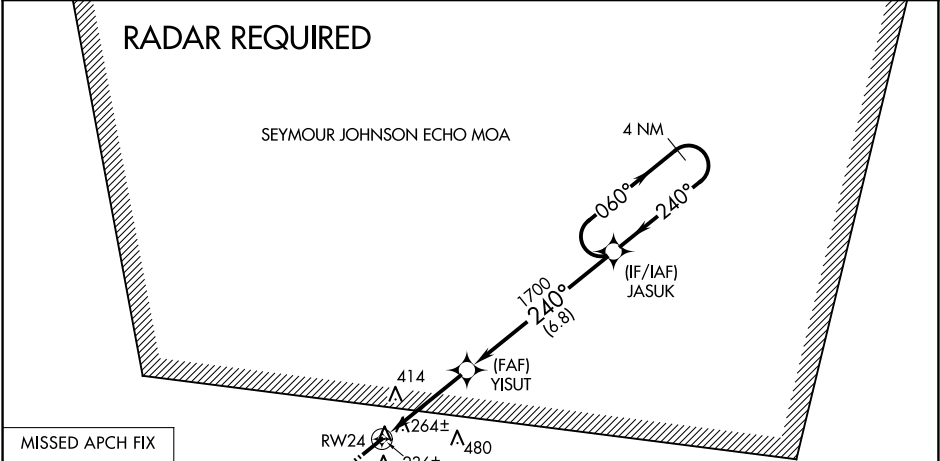 RADAR REQUIRED
SEYMOUR JOHNSON ECHO MOA
4 NM
060°
240°
(IF/IAF)
JASUK
1700
240°
(6.8)
(FAF)
YISUT
414
264±
RW24
480
MISSED APCH FIX